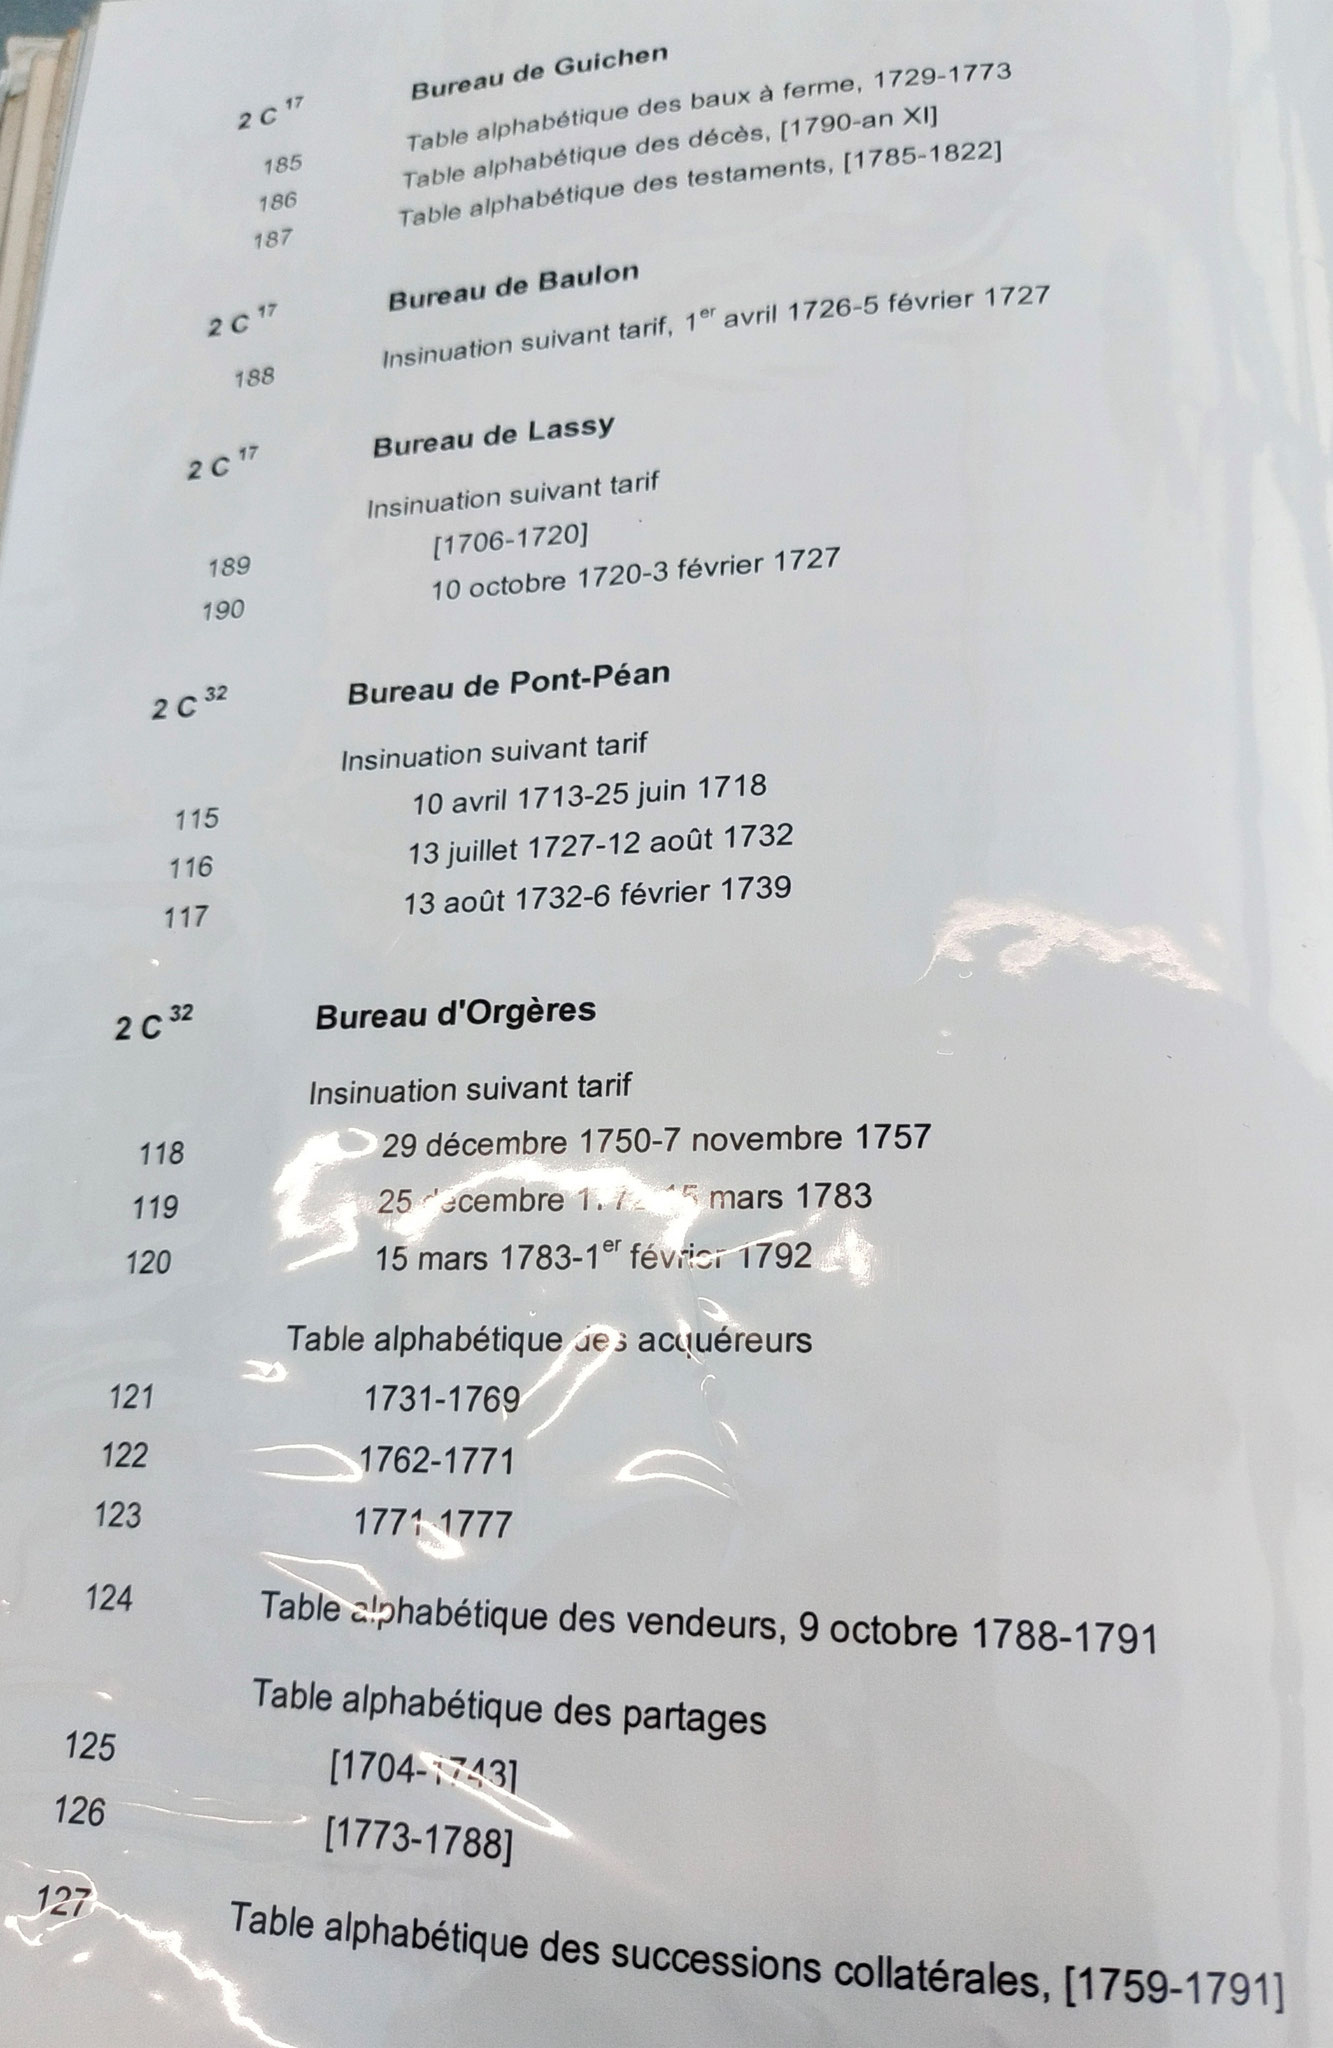 2 C 17 Bureau de Guichen
185 Table alphabétique des baux à ferme, 1729-1773
186 Table alphabétique des décès, [1790-an XI]
187 Table alphabétique des testaments, [1785-1822]
2 C 17 Bureau de Baulon
188 Insinuation suivant tarif, 1er avril 1726-5 février 1727
2 C 17 Bureau de Lassy
Insinuation suivant tarif
189 [1706-1720]
190 10 octobre 1720-3 février 1727
2 C 32 Bureau de Pont-Péan
Insinuation suivant tarif
115 10 avril 1713-25 juin 1718
116 13 juillet 1727-12 août 1732
117 13 août 1732-6 février 1739
2 C 32 Bureau d'Orgères
Insinuation suivant tarif
118 29 décembre 1750-7 novembre 1757
119 25 décembre mars 1783
120 15 mars 1783-1er février 1792
Table alphabétique des acquéreurs
121 1731-1769
122 1762-1771
123 1771-1777
124 Table alphabétique des vendeurs, 9 octobre 1788-1791
Table alphabétique des partages
125 [1704-1743]
126 [1773-1788]
127 Table alphabétique des successions collatérales, [1759-1791]